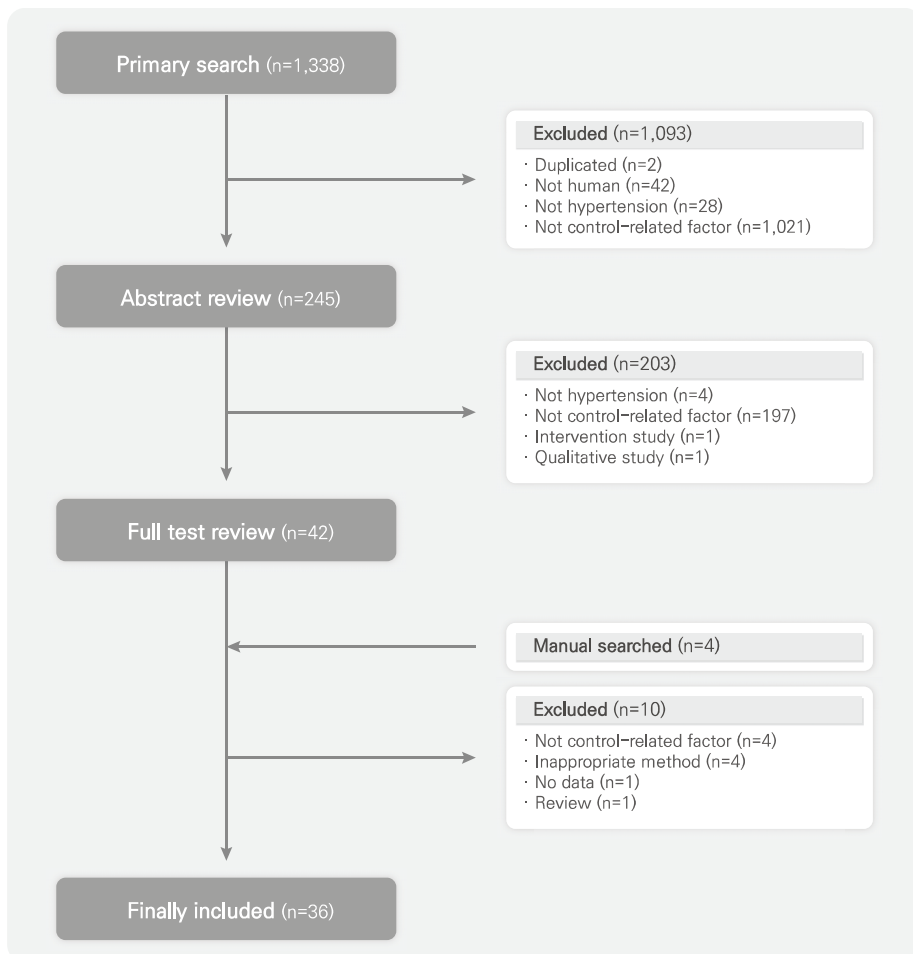 Primary search (n=1,338)
Excluded (n=1,093)
· Duplicated (n=2)
· Not human (n=42)
· Not hypertension (n=28)
· Not control-related factor (n=1,021)
Abstract review (n=245)
Excluded (n=203)
· Not hypertension (n=4)
· Not control-related factor (n=197)
· Intervention study (n=1)
· Qualitative study (n=1)
Full test review (n=42)
Manual searched (n=4)
Excluded (n=10)
· Not control-related factor (n=4)
· Inappropriate method (n=4)
· No data (n=1)
· Review (n=1)
Finally included (n=36)